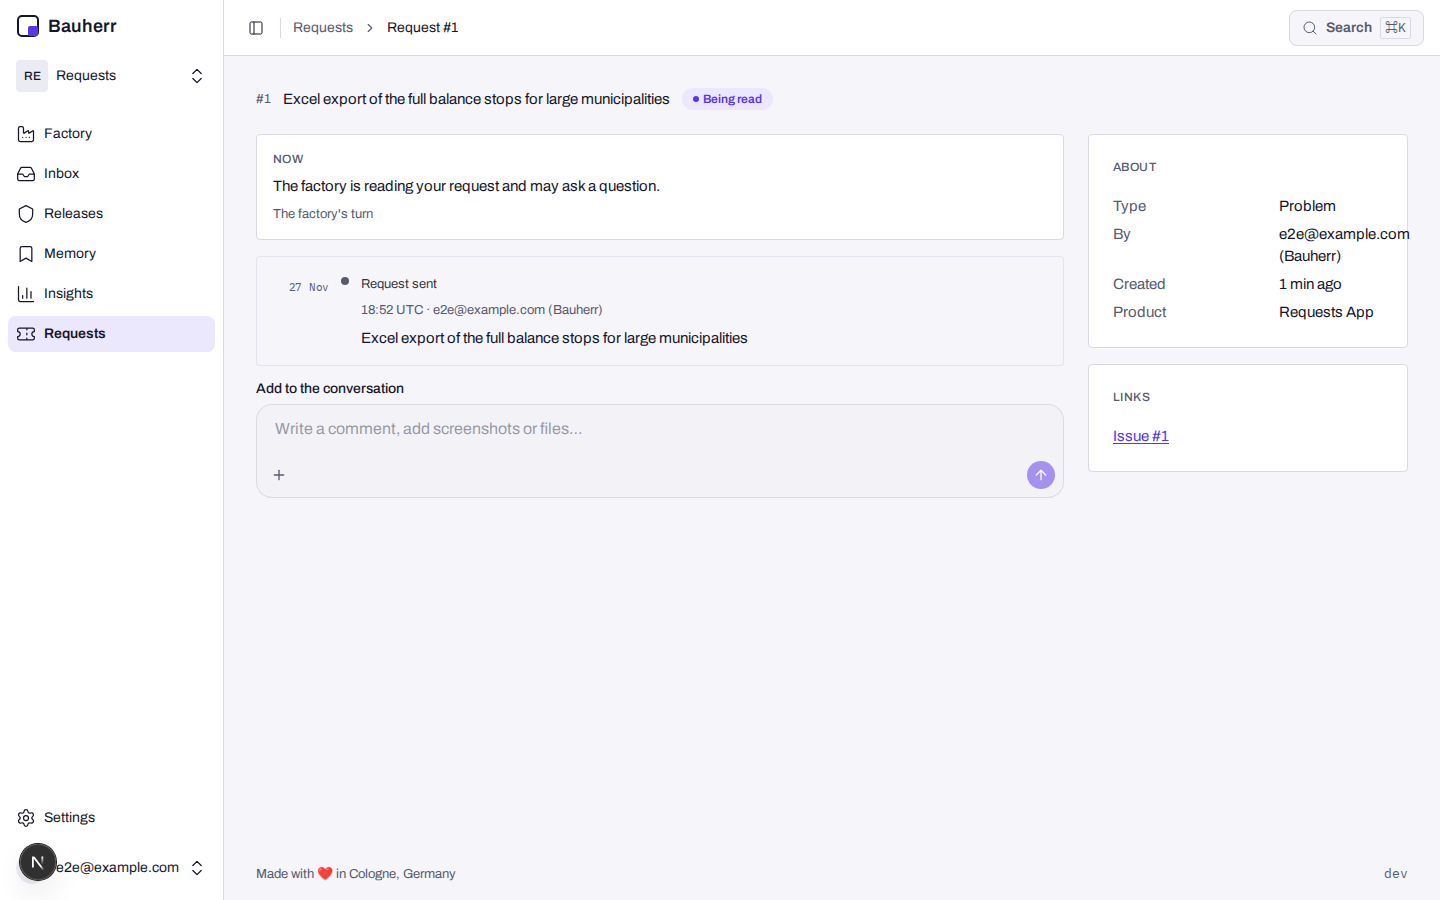 Bauherr
Requests > Request #1
Search ⌘K
RE Requests
Factory
Inbox
Releases
Memory
Insights
Requests
#1 Excel export of the full balance stops for large municipalities Being read
NOW
The factory is reading your request and may ask a question.
The factory's turn
27 Nov Request sent
18:52 UTC · e2e@example.com (Bauherr)
Excel export of the full balance stops for large municipalities
Add to the conversation
Write a comment, add screenshots or files...
ABOUT
Type Problem
By e2e@example.com
(Bauherr)
Created 1 min ago
Product Requests App
LINKS
Issue #1
Settings
N e2e@example.com
Made with ❤️ in Cologne, Germany
dev